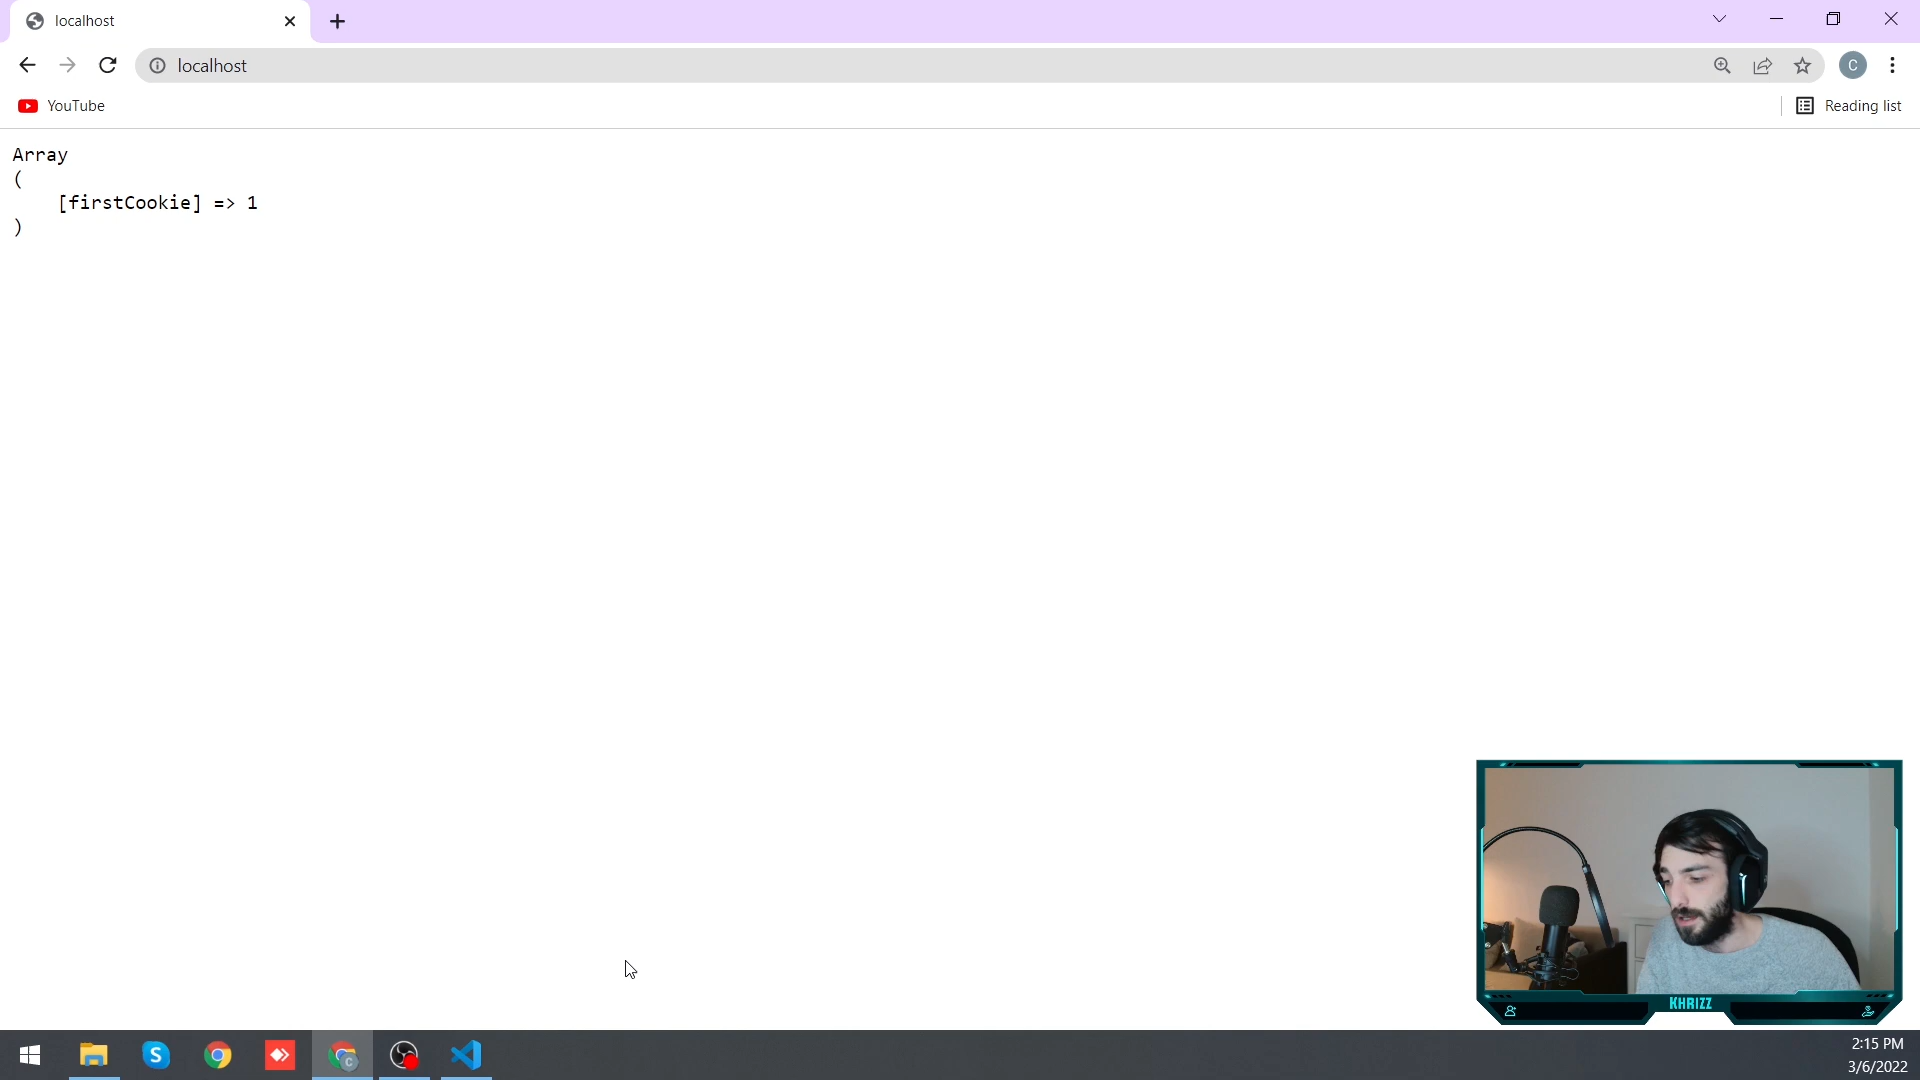 localhost
localhost
YouTube
Reading list
Array
(
[firstCookie] => 1
)
KHRIZZ
2:15 PM
3/6/2022
C
S
C